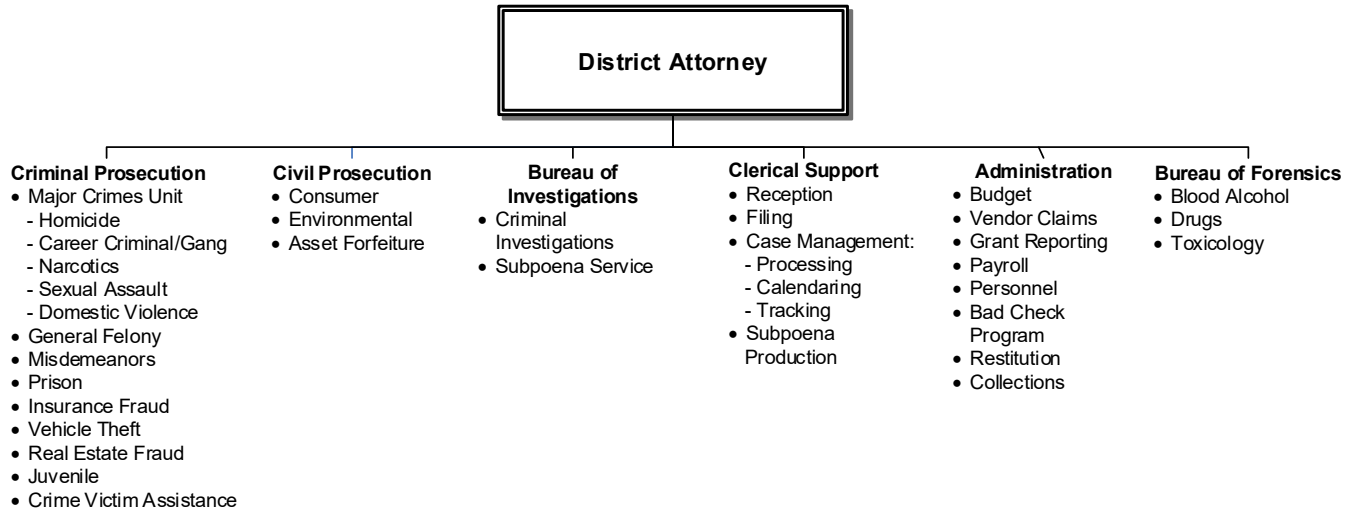 District Attorney
Criminal Prosecution
• Major Crimes Unit
- Homicide
- Career Criminal/Gang
- Narcotics
- Sexual Assault
- Domestic Violence
• General Felony
• Misdemeanors
• Prison
• Insurance Fraud
• Vehicle Theft
• Real Estate Fraud
• Juvenile
• Crime Victim Assistance
Civil Prosecution
• Consumer
• Environmental
• Asset Forfeiture
Bureau of
Investigations
• Criminal
Investigations
• Subpoena Service
Clerical Support
• Reception
• Filing
• Case Management:
- Processing
- Calendaring
- Tracking
• Subpoena
Production
Administration
• Budget
• Vendor Claims
• Grant Reporting
• Payroll
• Personnel
• Bad Check
Program
• Restitution
• Collections
Bureau of Forensics
• Blood Alcohol
• Drugs
• Toxicology